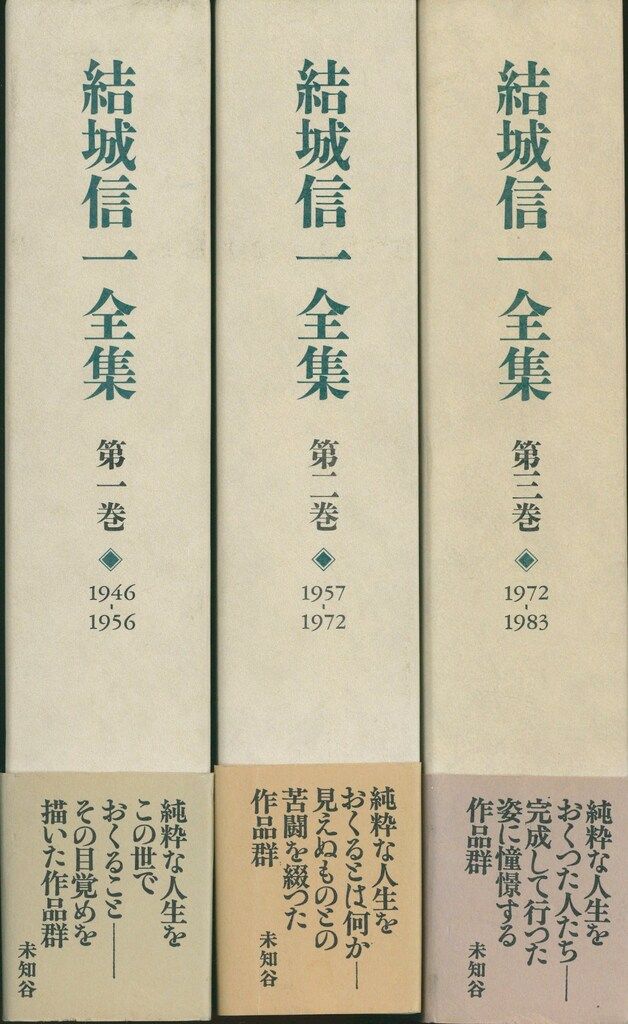 結城信一全集
第一巻
1946
-
1956
純粋な人生を
この世で
おくること――
その目覚めを
描いた作品群
未知谷
結城信一全集
第二巻
1957
-
1972
純粋な人生を
おくるとは何か――
見えぬものとの
苦闘を綴つた
作品群
未知谷
結城信一全集
第三巻
1972
-
1983
純粋な人生を
おくつた人たち――
完成して行つた
姿に憧憬する
作品群
未知谷